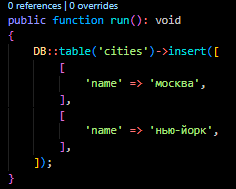 0 references | 0 overrides
public function run(): void
{
    DB::table('cities')->insert([
        [
            'name' => 'москва',
        ],
        [
            'name' => 'нью-йорк',
        ],
    ]);
}